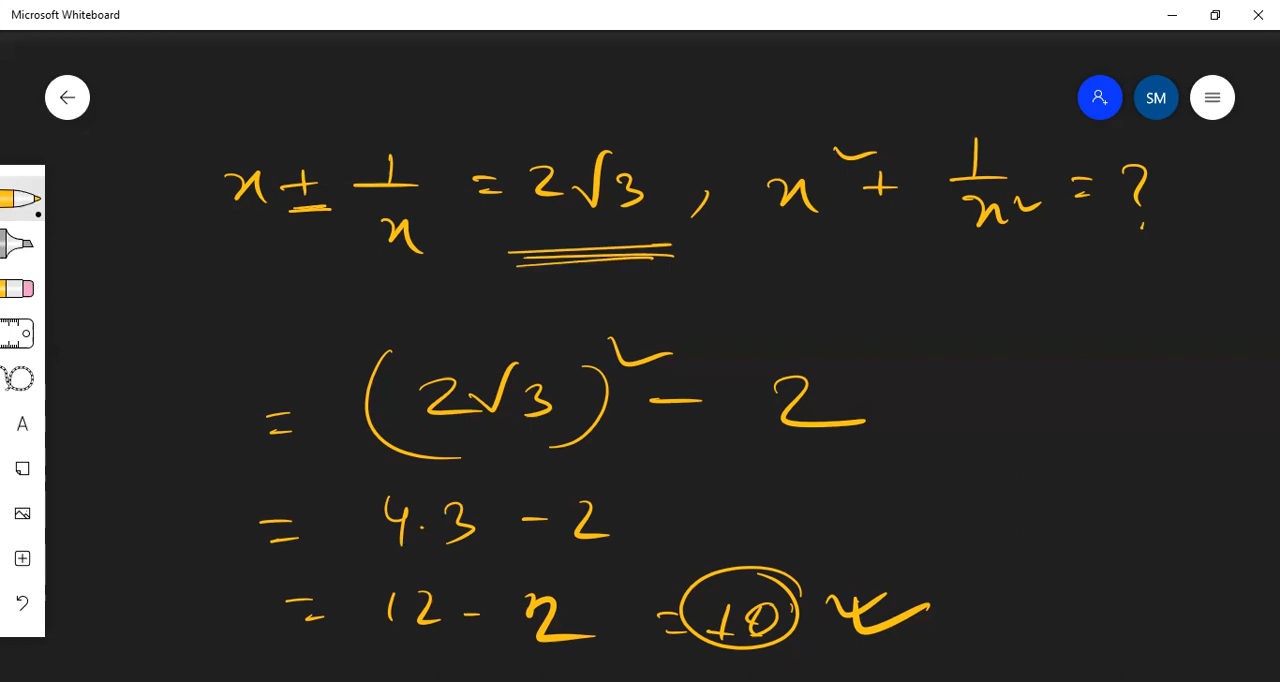 Microsoft Whiteboard
SM
x + 1/x = 2√3 , x² + 1/x² = ?
= (2√3)² - 2
= 4.3 - 2
A
= 12 - 2 = 10